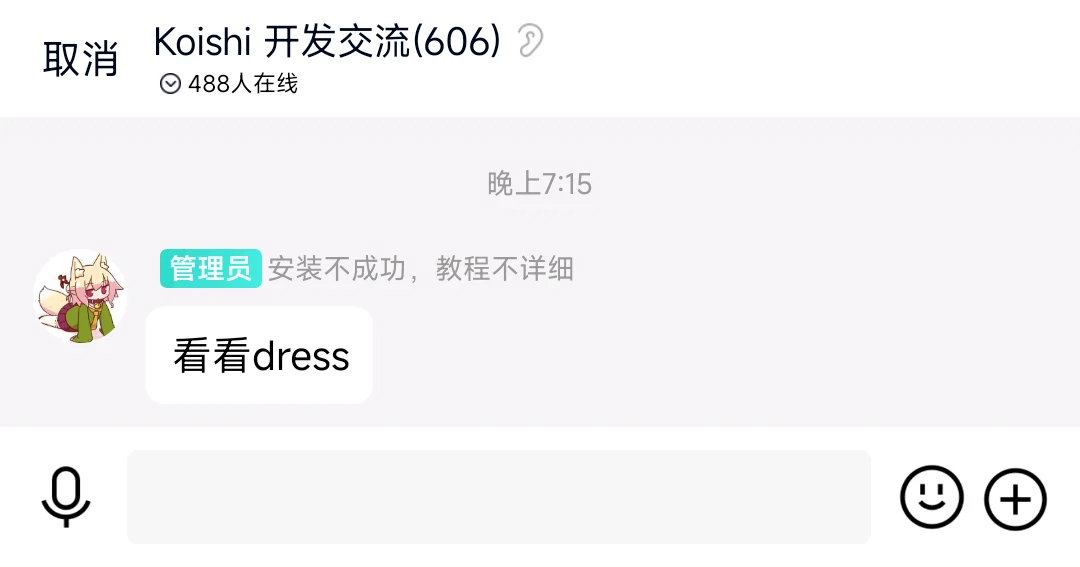 取消
Koishi 开发交流(606)
488人在线
晚上7:15
管理员 安装不成功，教程不详细
看看dress